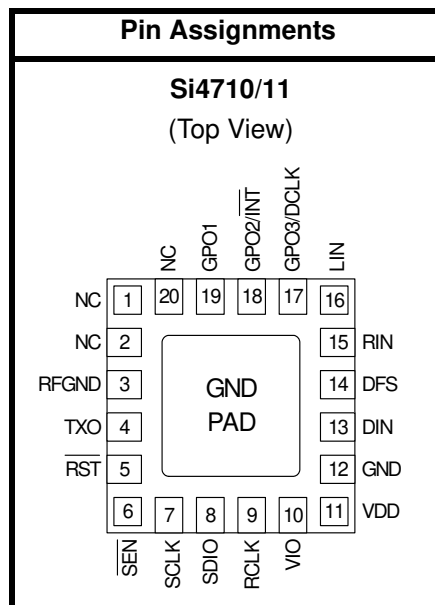 Pin Assignments
Si4710/11
(Top View)
NC
GPO1
GPO2/INT
GPO3/DCLK
LIN
NC 1 20 19 18 17 16
NC 2 15 RIN
RFGND 3 GND 14 DFS
TXO 4 PAD 13 DIN
RST 5 12 GND
6 7 8 9 10 11 VDD
SEN
SCLK
SDIO
RCLK
VIO